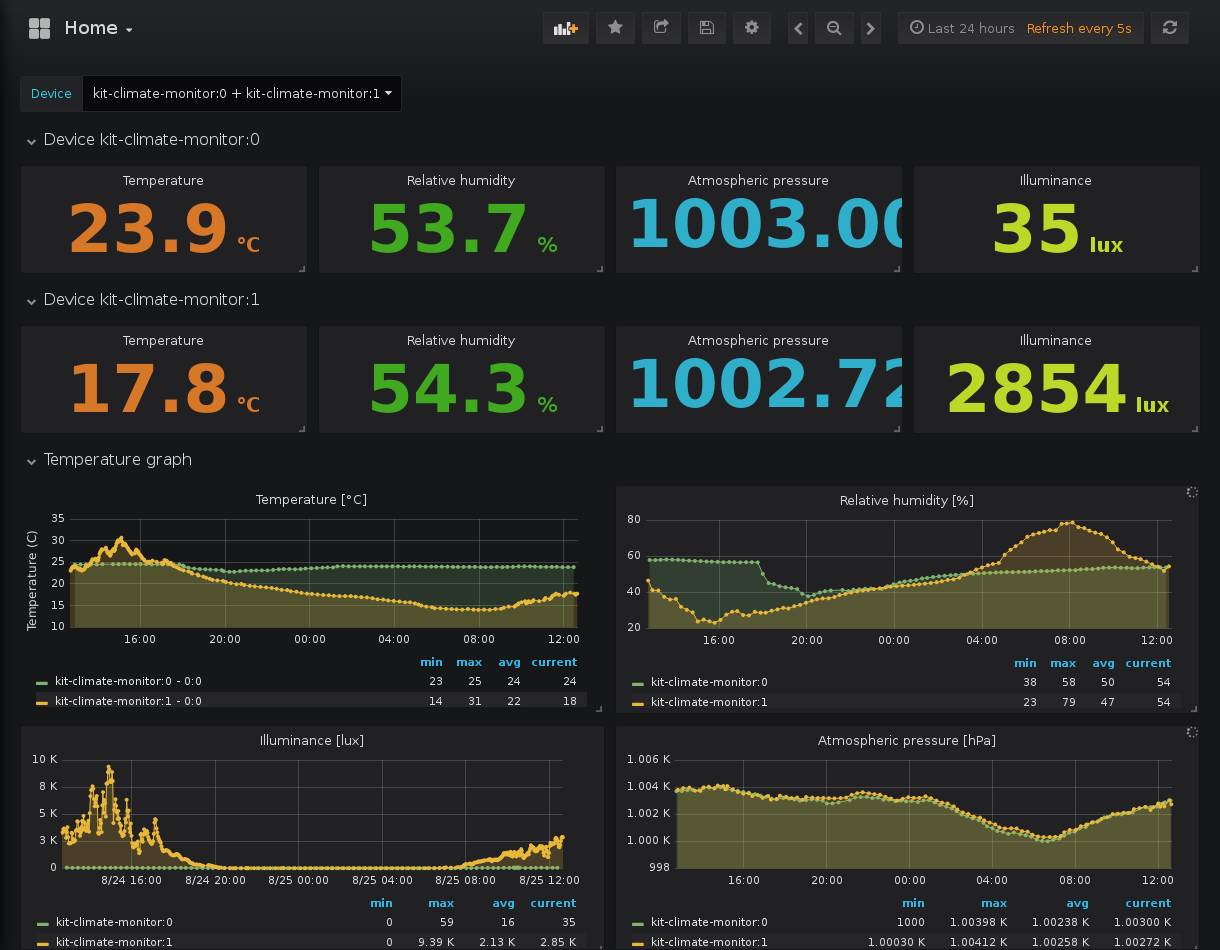 Home
Last 24 hours Refresh every 5s
Device kit-climate-monitor:0 + kit-climate-monitor:1
Device kit-climate-monitor:0
Temperature Relative humidity Atmospheric pressure Illuminance
23.9 °C 53.7 % 1003.00 35 lux
Device kit-climate-monitor:1
Temperature Relative humidity Atmospheric pressure Illuminance
17.8 °C 54.3 % 1002.72 2854 lux
Temperature graph
Temperature [°C]
Temperature (C)
35
30
25
20
15
10
16:00 20:00 00:00 04:00 08:00 12:00
min max avg current
kit-climate-monitor:0 - 0:0 23 25 24 24
kit-climate-monitor:1 - 0:0 14 31 22 18
Relative humidity [%]
80
60
40
20
16:00 20:00 00:00 04:00 08:00 12:00
min max avg current
kit-climate-monitor:0 38 58 50 54
kit-climate-monitor:1 23 79 47 54
Illuminance [lux]
10 K
8 K
5 K
3 K
0
8/24 16:00 8/24 20:00 8/25 00:00 8/25 04:00 8/25 08:00 8/25 12:00
min max avg current
kit-climate-monitor:0 0 59 16 35
kit-climate-monitor:1 0 9.39 K 2.13 K 2.85 K
Atmospheric pressure [hPa]
1.006 K
1.004 K
1.002 K
1.000 K
998
16:00 20:00 00:00 04:00 08:00 12:00
min max avg current
kit-climate-monitor:0 1000 1.00398 K 1.00238 K 1.00300 K
kit-climate-monitor:1 1.00030 K 1.00412 K 1.00258 K 1.00272 K